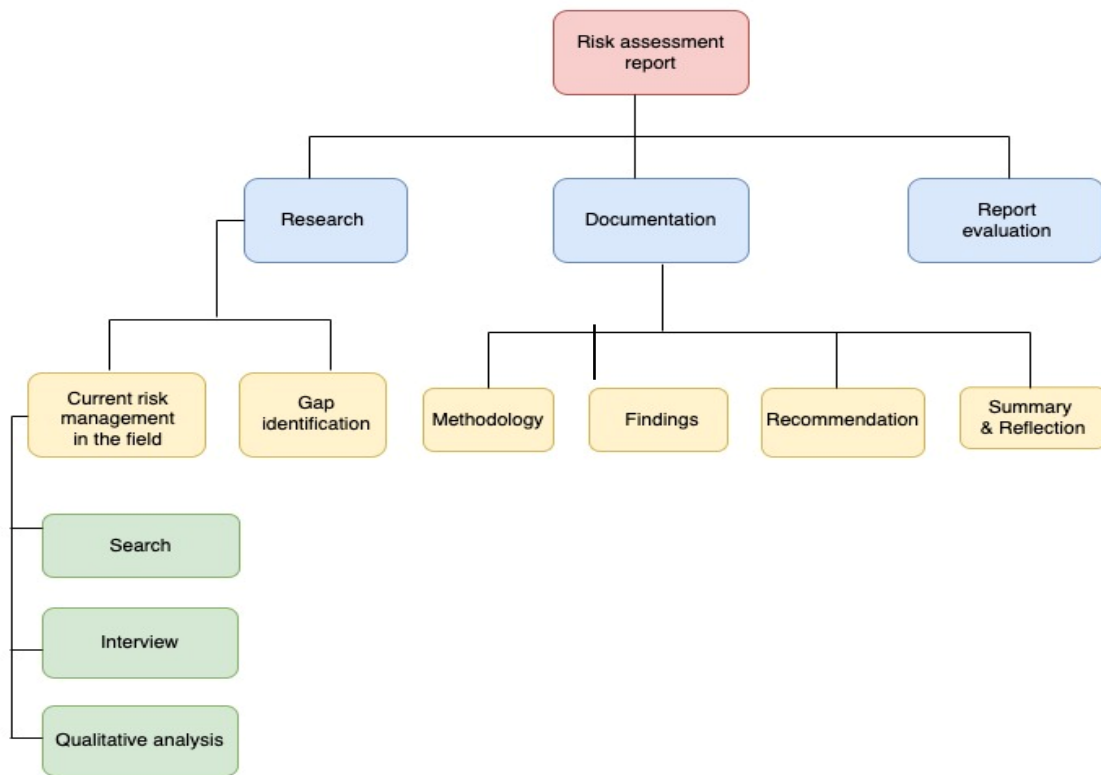 Risk assessment
report
Research
Documentation
Report
evaluation
Current risk
management
in the field
Gap
identification
Methodology
Findings
Recommendation
Summary
& Reflection
Search
Interview
Qualitative analysis